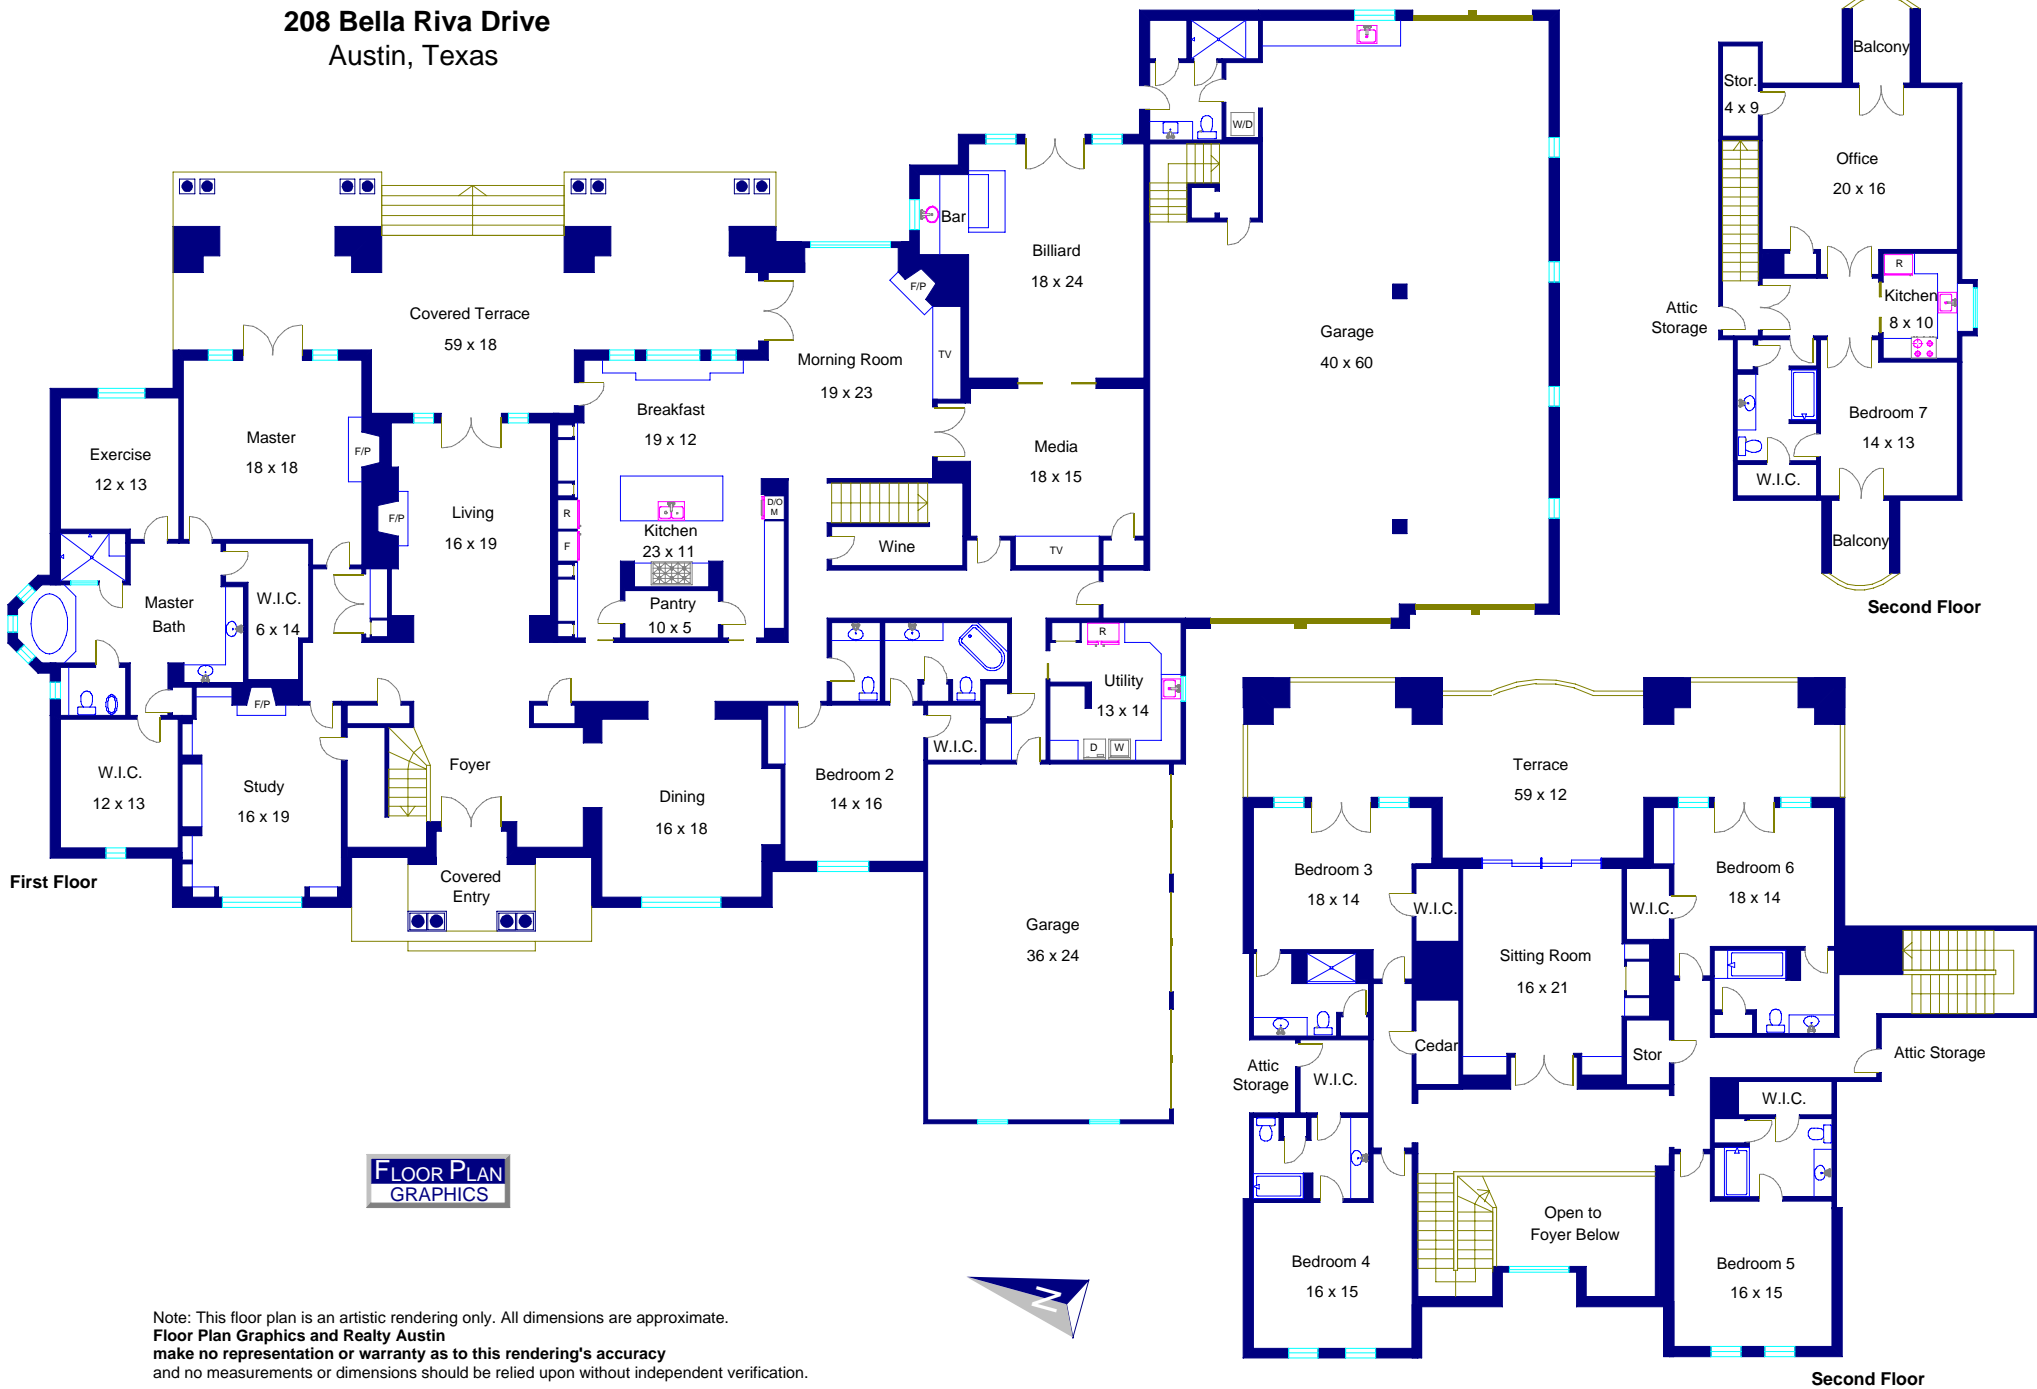 208 Bella Riva Drive
Austin, Texas
Covered Terrace
59 x 18
Bar
Billiard
18 x 24
W/D
Garage
40 x 60
F/P
TV
Morning Room
19 x 23
Breakfast
19 x 12
Media
18 x 15
TV
Exercise
12 x 13
Master
18 x 18
F/P
F/P
Living
16 x 19
R
F
D/O
M
Kitchen
23 x 11
Wine
Pantry
10 x 5
Master
Bath
W.I.C.
6 x 14
F/P
W.I.C.
12 x 13
Study
16 x 19
Foyer
Dining
16 x 18
Bedroom 2
14 x 16
W.I.C.
R
Utility
13 x 14
D
W
Covered
Entry
Garage
36 x 24
First Floor
Balcony
Stor.
4 x 9
Office
20 x 16
R
Kitchen
8 x 10
Attic
Storage
Bedroom 7
14 x 13
W.I.C.
Balcony
Second Floor
Terrace
59 x 12
Bedroom 3
18 x 14
W.I.C.
W.I.C.
Bedroom 6
18 x 14
Sitting Room
16 x 21
Cedar
Stor
Attic Storage
Attic
Storage
W.I.C.
W.I.C.
Open to
Foyer Below
Bedroom 4
16 x 15
Bedroom 5
16 x 15
Second Floor
FLOOR PLAN
GRAPHICS
N
Note: This floor plan is an artistic rendering only. All dimensions are approximate.
Floor Plan Graphics and Realty Austin
make no representation or warranty as to this rendering's accuracy
and no measurements or dimensions should be relied upon without independent verification.